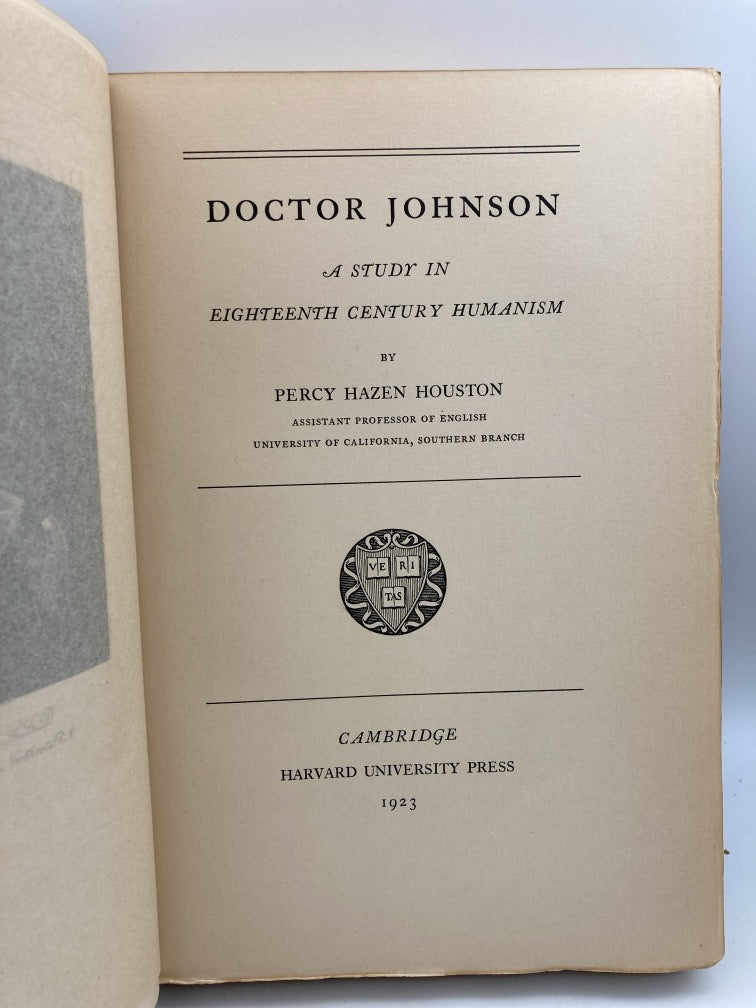 DOCTOR JOHNSON
A STUDY IN
EIGHTEENTH CENTURY HUMANISM
BY
PERCY HAZEN HOUSTON
ASSISTANT PROFESSOR OF ENGLISH
UNIVERSITY OF CALIFORNIA, SOUTHERN BRANCH
VE RI
TAS
CAMBRIDGE
HARVARD UNIVERSITY PRESS
1923